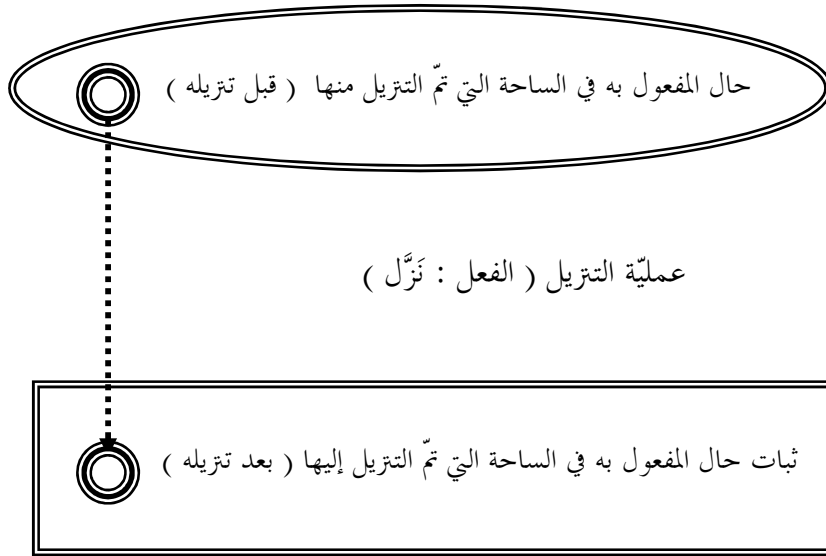 حال المفعول به في الساحة التي تمّ التنزيل منها ( قبل تنزيله )
عمليّة التنزيل ( الفعل : نَزَّل )
ثبات حال المفعول به في الساحة التي تمّ التنزيل إليها ( بعد تنزيله )